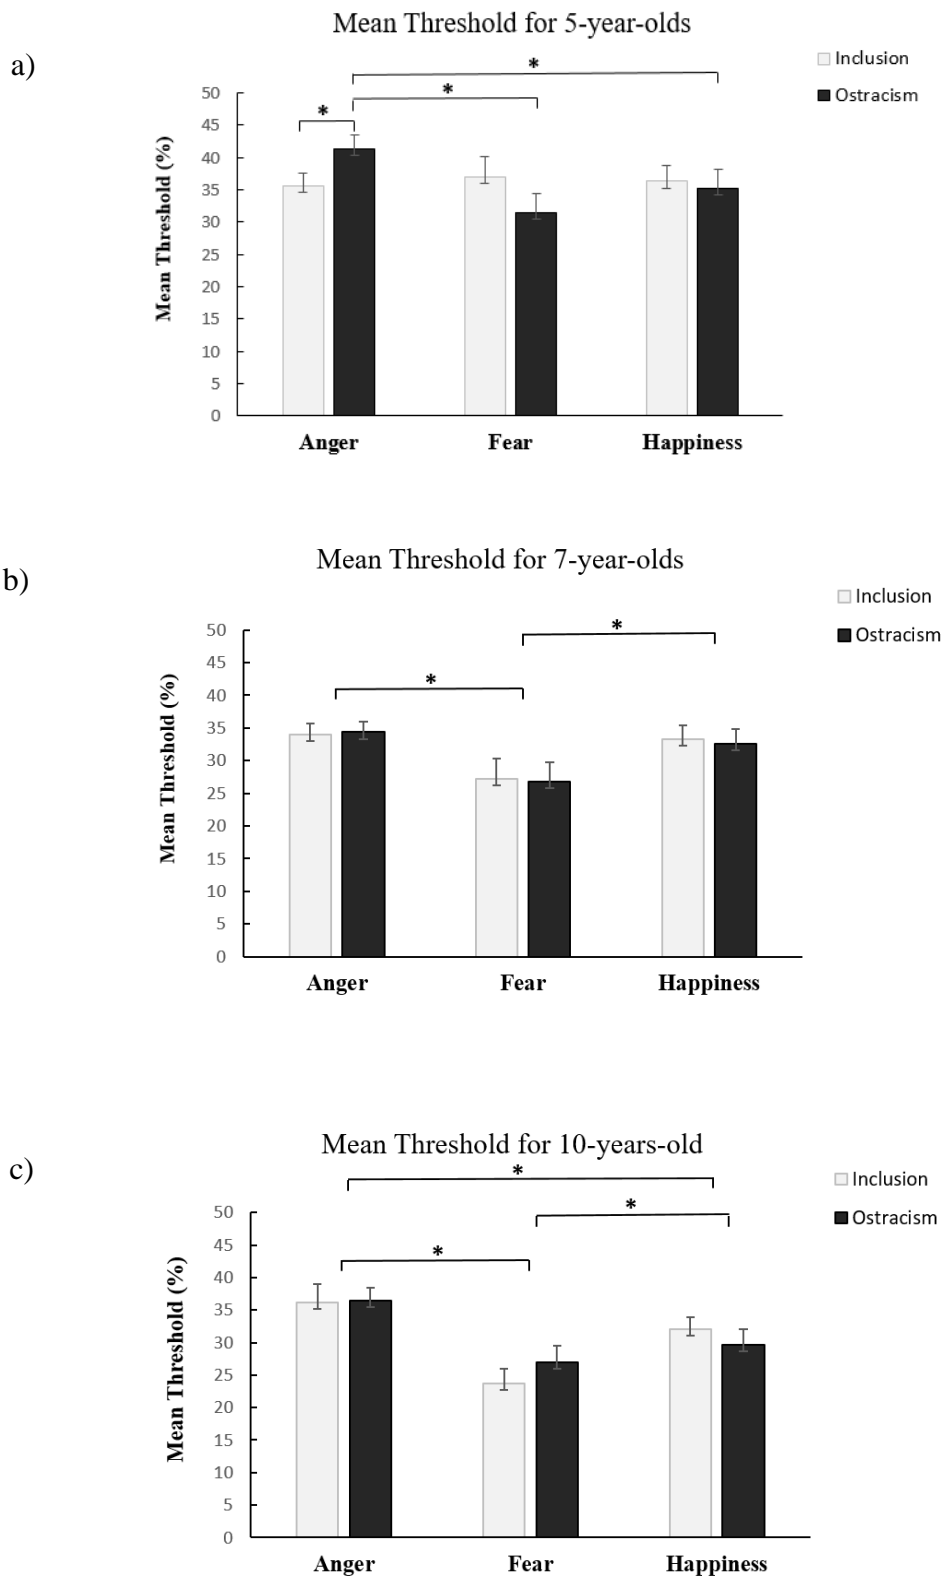 Mean Threshold for 5-year-olds
a)
Inclusion
Ostracism
*
*
*
Mean Threshold (%)
50
45
40
35
30
25
20
15
10
5
0
Anger Fear Happiness
Mean Threshold for 7-year-olds
b)
Inclusion
Ostracism
*
*
Mean Threshold (%)
50
45
40
35
30
25
20
15
10
5
0
Anger Fear Happiness
Mean Threshold for 10-years-old
c)
Inclusion
Ostracism
*
*
*
Mean Threshold (%)
50
45
40
35
30
25
20
15
10
5
0
Anger Fear Happiness